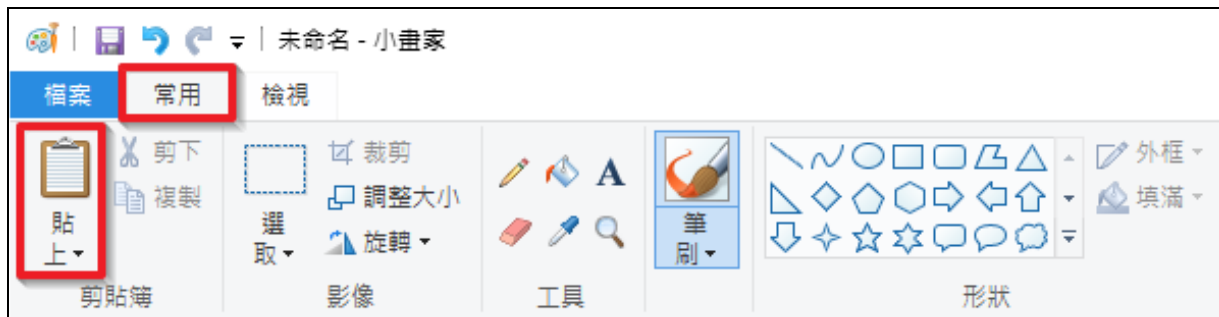 未命名 - 小畫家
檔案 常用 檢視
貼上
剪下
複製
剪貼簿
選取
裁剪
調整大小
旋轉
影像
A
工具
筆刷
外框
填滿
形狀